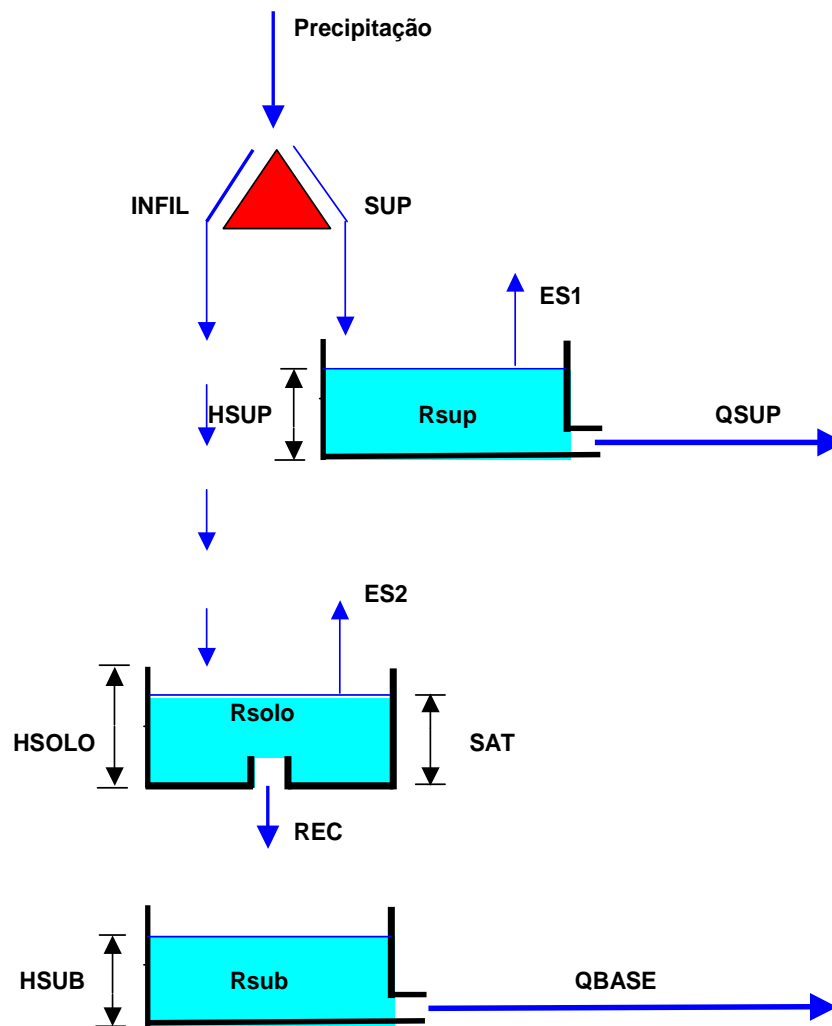 Precipitação
INFIL
SUP
ES1
HSUP
Rsup
QSUP
ES2
Rsolo
HSOLO
SAT
REC
HSUB
Rsub
QBASE